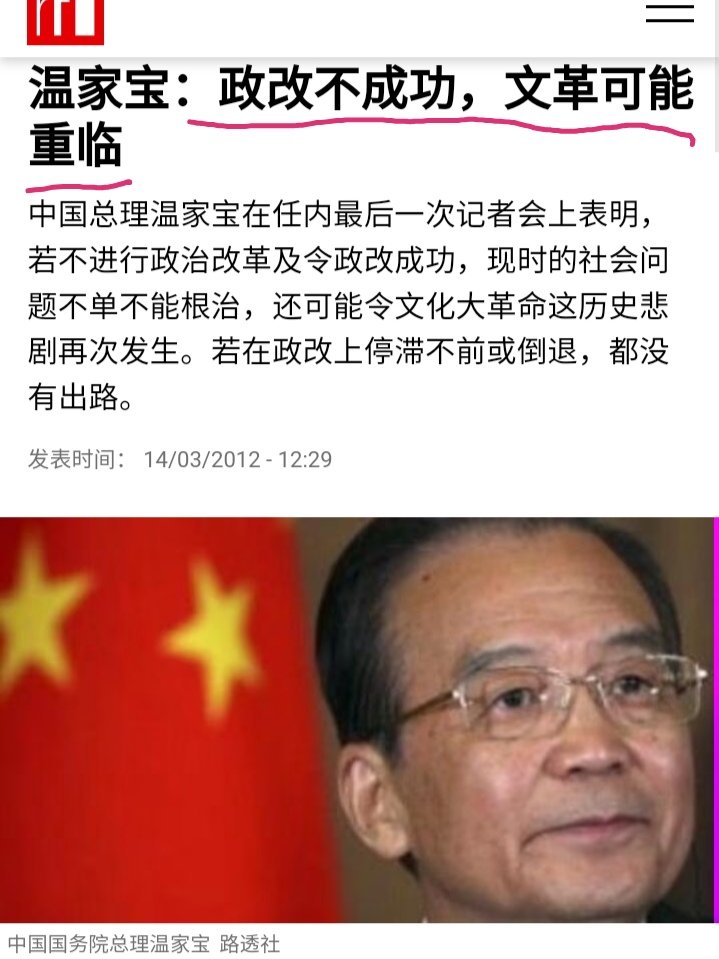 rfi
温家宝：政改不成功，文革可能
重临
中国总理温家宝在任内最后一次记者会上表明，
若不进行政治改革及令政改成功，现时的社会问
题不单不能根治，还可能令文化大革命这历史悲
剧再次发生。若在政改上停滞不前或倒退，都没
有出路。
发表时间： 14/03/2012 - 12:29
中国国务院总理温家宝 路透社